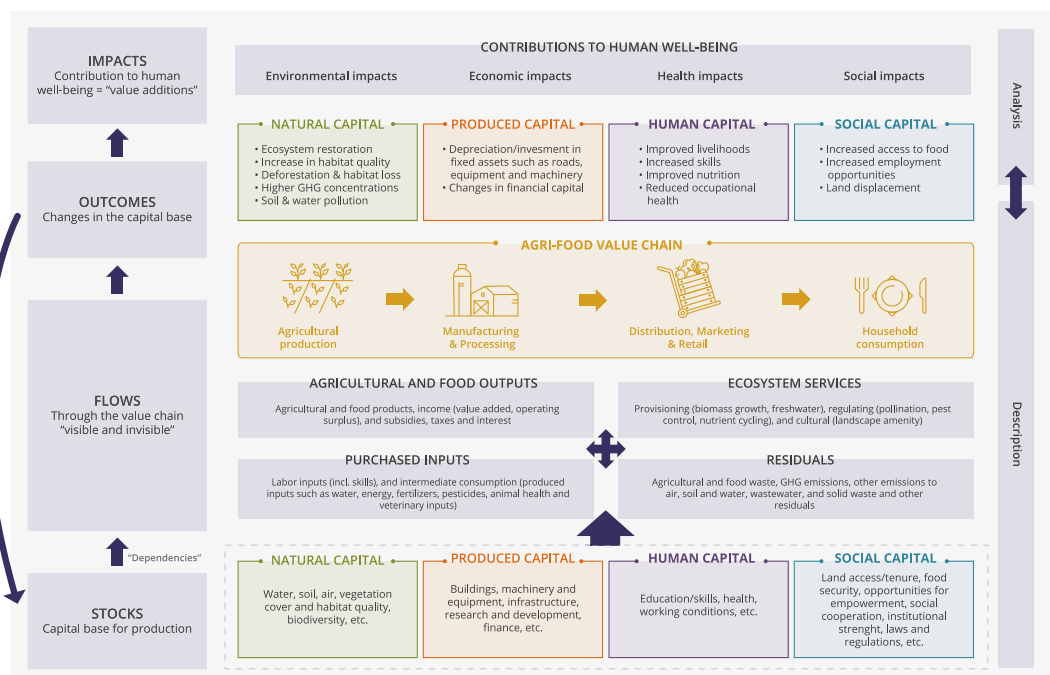 IMPACTS
Contribution to human
well-being = “value additions”
OUTCOMES
Changes in the capital base
FLOWS
Through the value chain
“visible and invisible”
“Dependencies”
STOCKS
Capital base for production
CONTRIBUTIONS TO HUMAN WELL-BEING
Environmental impacts
Economic impacts
Health impacts
Social impacts
NATURAL CAPITAL
• Ecosystem restoration
• Increase in habitat quality
• Deforestation & habitat loss
• Higher GHG concentrations
• Soil & water pollution
PRODUCED CAPITAL
• Depreciation/invesment in
fixed assets such as roads,
equipment and machinery
• Changes in financial capital
HUMAN CAPITAL
• Improved livelihoods
• Increased skills
• Improved nutrition
• Reduced occupational
health
SOCIAL CAPITAL
• Increased access to food
• Increased employment
opportunities
• Land displacement
AGRI-FOOD VALUE CHAIN
Agricultural
production
Manufacturing
& Processing
Distribution, Marketing
& Retail
Household
consumption
AGRICULTURAL AND FOOD OUTPUTS
Agricultural and food products, income (value added, operating
surplus), and subsidies, taxes and interest
ECOSYSTEM SERVICES
Provisioning (biomass growth, freshwater), regulating (pollination, pest
control, nutrient cycling), and cultural (landscape amenity)
PURCHASED INPUTS
Labor inputs (incl. skills), and intermediate consumption (produced
inputs such as water, energy, fertilizers, pesticides, animal health and
veterinary inputs)
RESIDUALS
Agricultural and food waste, GHG emissions, other emissions to
air, soil and water, wastewater, and solid waste and other
residuals
NATURAL CAPITAL
Water, soil, air, vegetation
cover and habitat quality,
biodiversity, etc.
PRODUCED CAPITAL
Buildings, machinery and
equipment, infrastructure,
research and development,
finance, etc.
HUMAN CAPITAL
Education/skills, health,
working conditions, etc.
SOCIAL CAPITAL
Land access/tenure, food
security, opportunities for
empowerment, social
cooperation, institutional
strenght, laws and
regulations, etc.
Analysis
Description